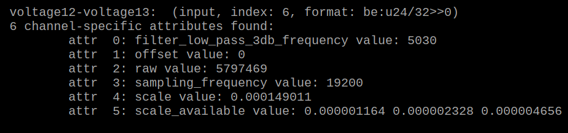 voltage12-voltage13:  (input, index: 6, format: be:u24/32>>0)
6 channel-specific attributes found:
        attr  0: filter_low_pass_3db_frequency value: 5030
        attr  1: offset value: 0
        attr  2: raw value: 5797469
        attr  3: sampling_frequency value: 19200
        attr  4: scale value: 0.000149011
        attr  5: scale_available value: 0.000001164 0.000002328 0.000004656